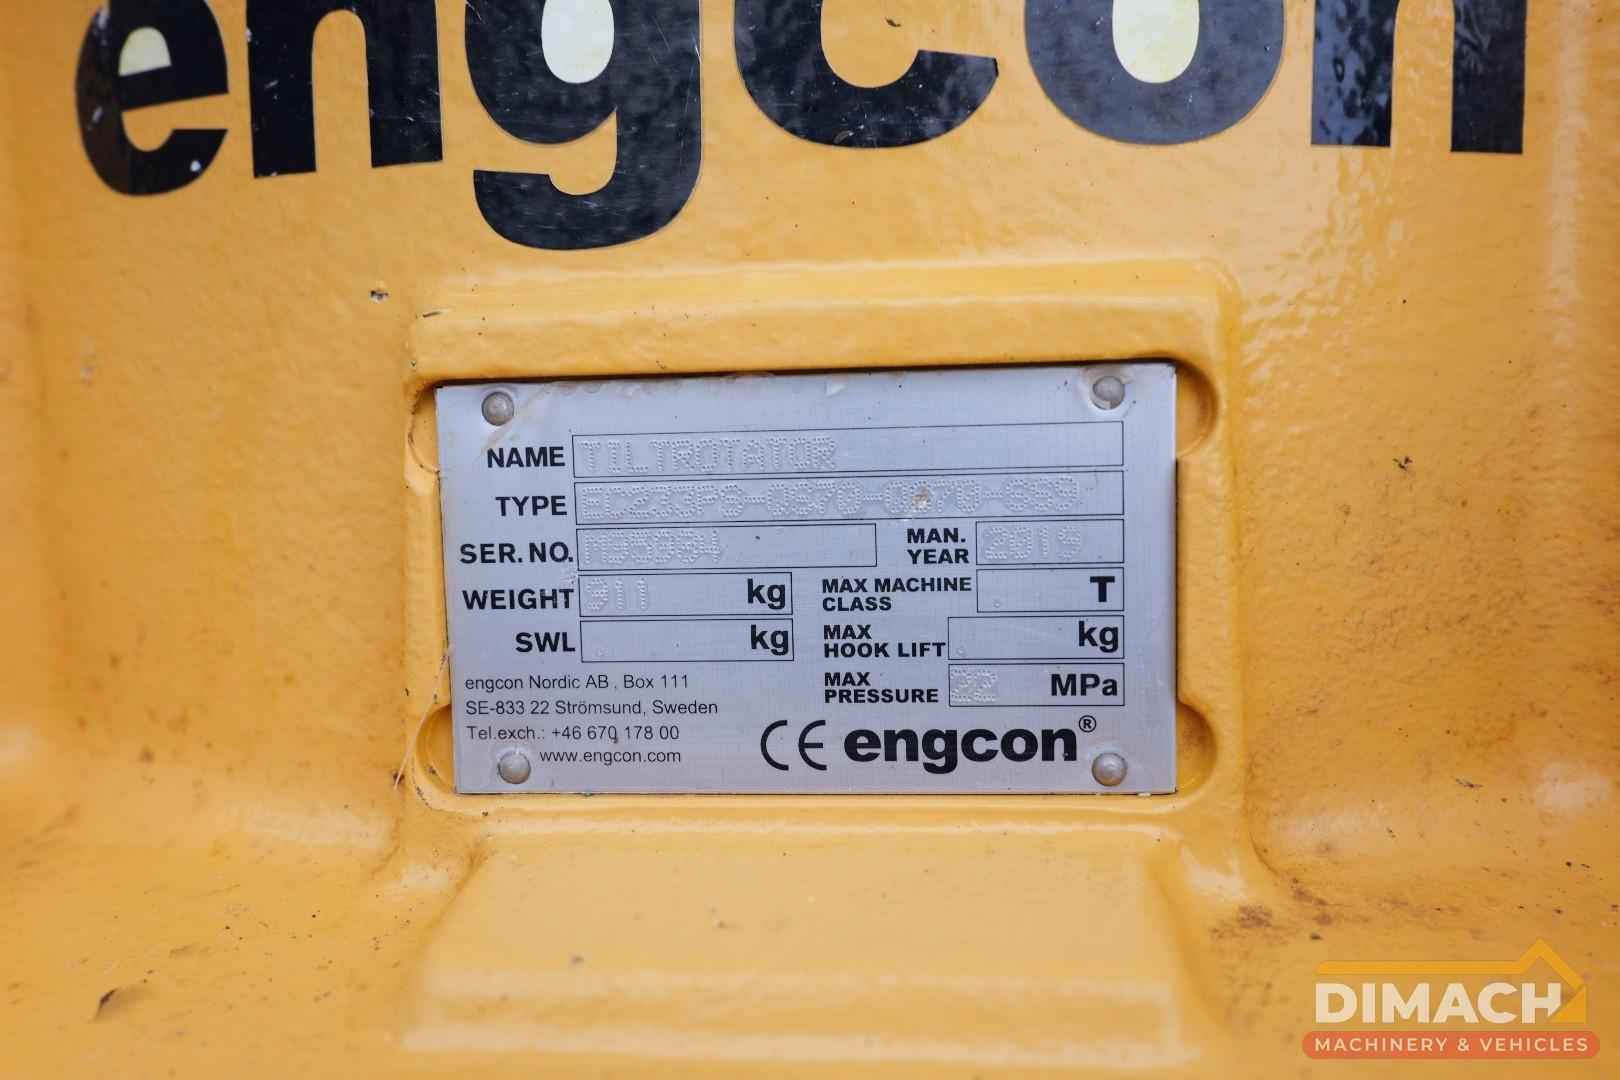 engcon
NAME TILTROTATOR
TYPE
SER.NO. MAN. YEAR 2019
WEIGHT 911 kg MAX MACHINE CLASS . T
SWL . kg MAX HOOK LIFT . kg
MAX PRESSURE 22 MPa
engcon Nordic AB , Box 111
SE-833 22 Strömsund, Sweden
Tel.exch.: +46 670 178 00
www.engcon.com
CE engcon®
DIMACH
MACHINERY & VEHICLES